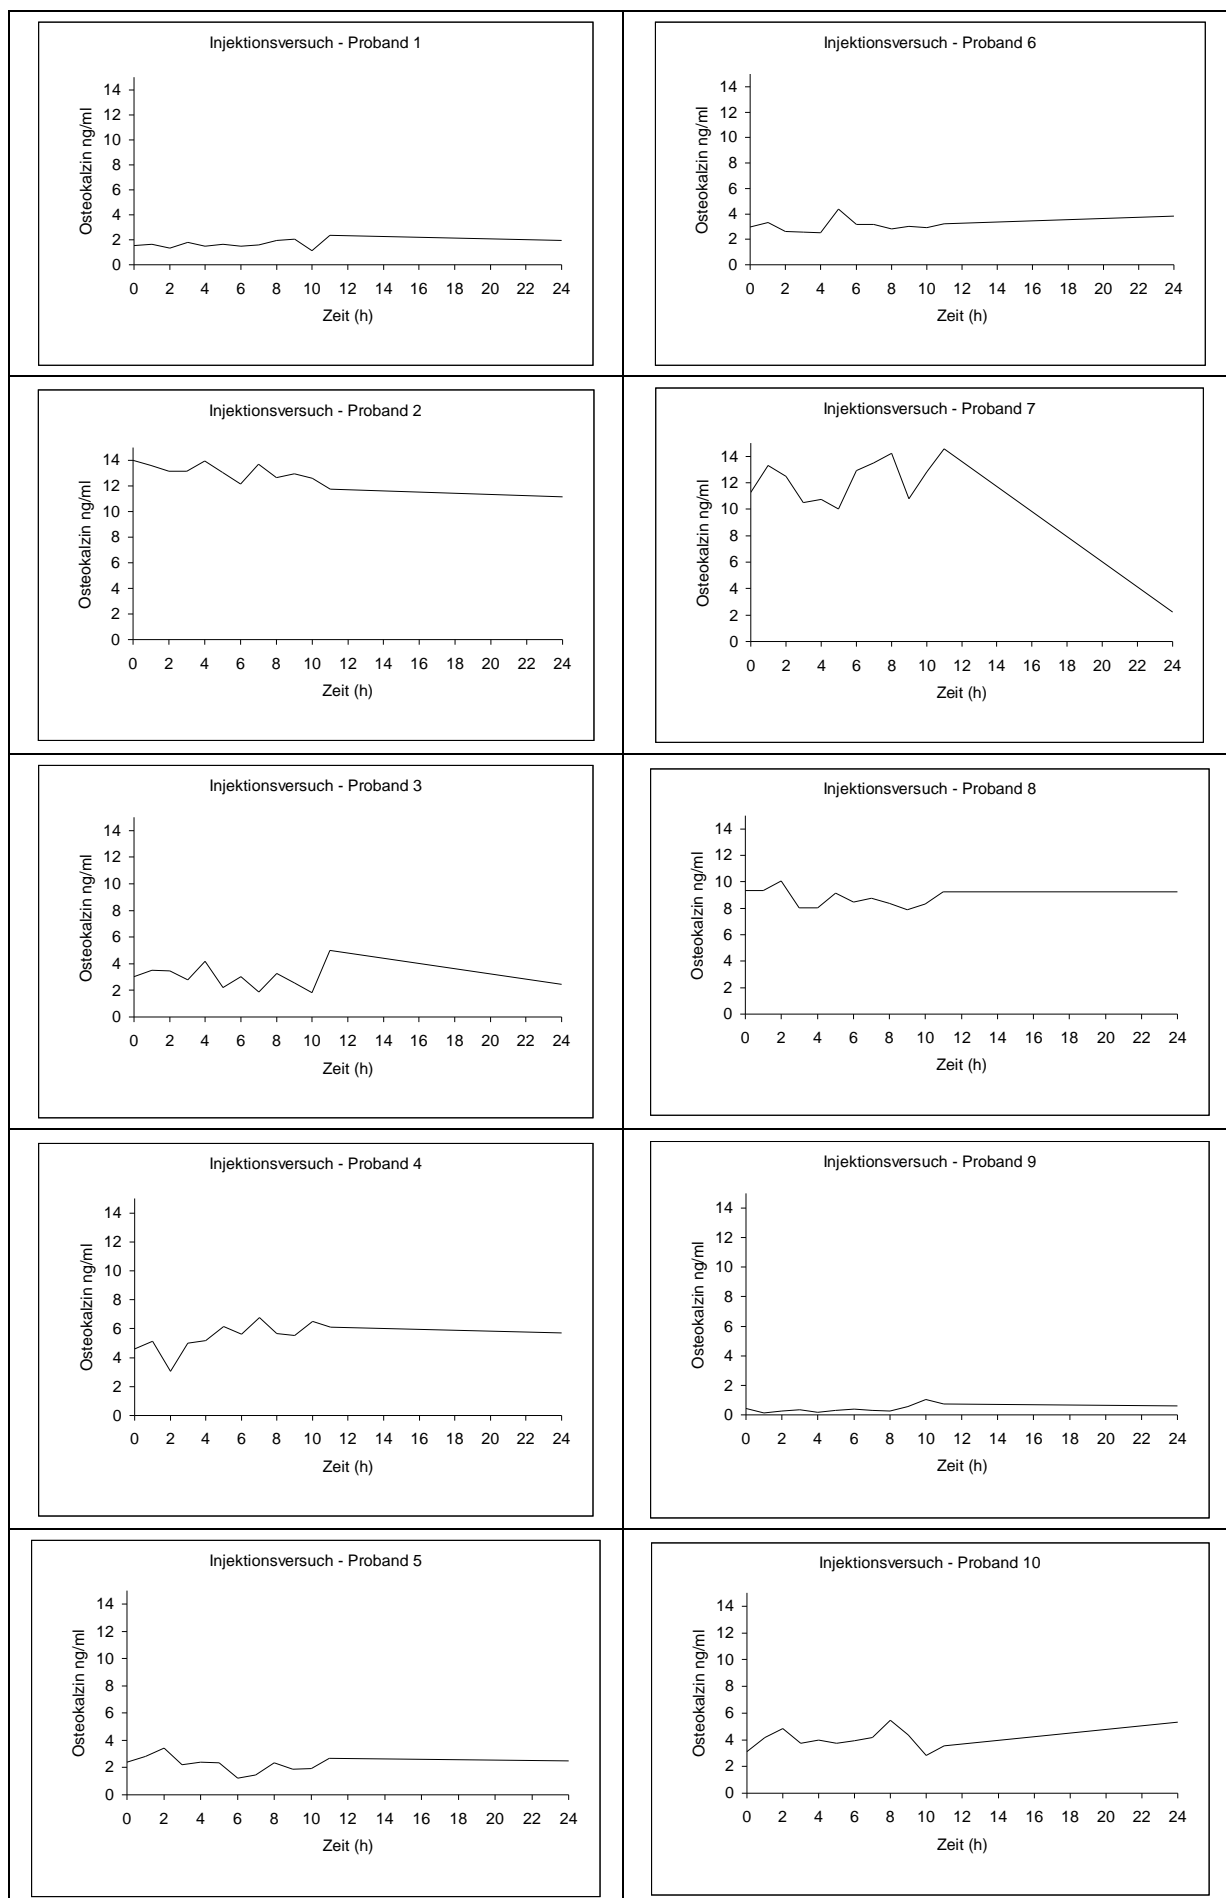 Injektionsversuch - Proband 1
Osteokalzin ng/ml
14
12
10
8
6
4
2
0
0 2 4 6 8 10 12 14 16 18 20 22 24
Zeit (h)
Injektionsversuch - Proband 6
Osteokalzin ng/ml
14
12
10
8
6
4
2
0
0 2 4 6 8 10 12 14 16 18 20 22 24
Zeit (h)
Injektionsversuch - Proband 2
Osteokalzin ng/ml
14
12
10
8
6
4
2
0
0 2 4 6 8 10 12 14 16 18 20 22 24
Zeit (h)
Injektionsversuch - Proband 7
Osteokalzin ng/ml
14
12
10
8
6
4
2
0
0 2 4 6 8 10 12 14 16 18 20 22 24
Zeit (h)
Injektionsversuch - Proband 3
Osteokalzin ng/ml
14
12
10
8
6
4
2
0
0 2 4 6 8 10 12 14 16 18 20 22 24
Zeit (h)
Injektionsversuch - Proband 8
Osteokalzin ng/ml
14
12
10
8
6
4
2
0
0 2 4 6 8 10 12 14 16 18 20 22 24
Zeit (h)
Injektionsversuch - Proband 4
Osteokalzin ng/ml
14
12
10
8
6
4
2
0
0 2 4 6 8 10 12 14 16 18 20 22 24
Zeit (h)
Injektionsversuch - Proband 9
Osteokalzin ng/ml
14
12
10
8
6
4
2
0
0 2 4 6 8 10 12 14 16 18 20 22 24
Zeit (h)
Injektionsversuch - Proband 5
Osteokalzin ng/ml
14
12
10
8
6
4
2
0
0 2 4 6 8 10 12 14 16 18 20 22 24
Zeit (h)
Injektionsversuch - Proband 10
Osteokalzin ng/ml
14
12
10
8
6
4
2
0
0 2 4 6 8 10 12 14 16 18 20 22 24
Zeit (h)